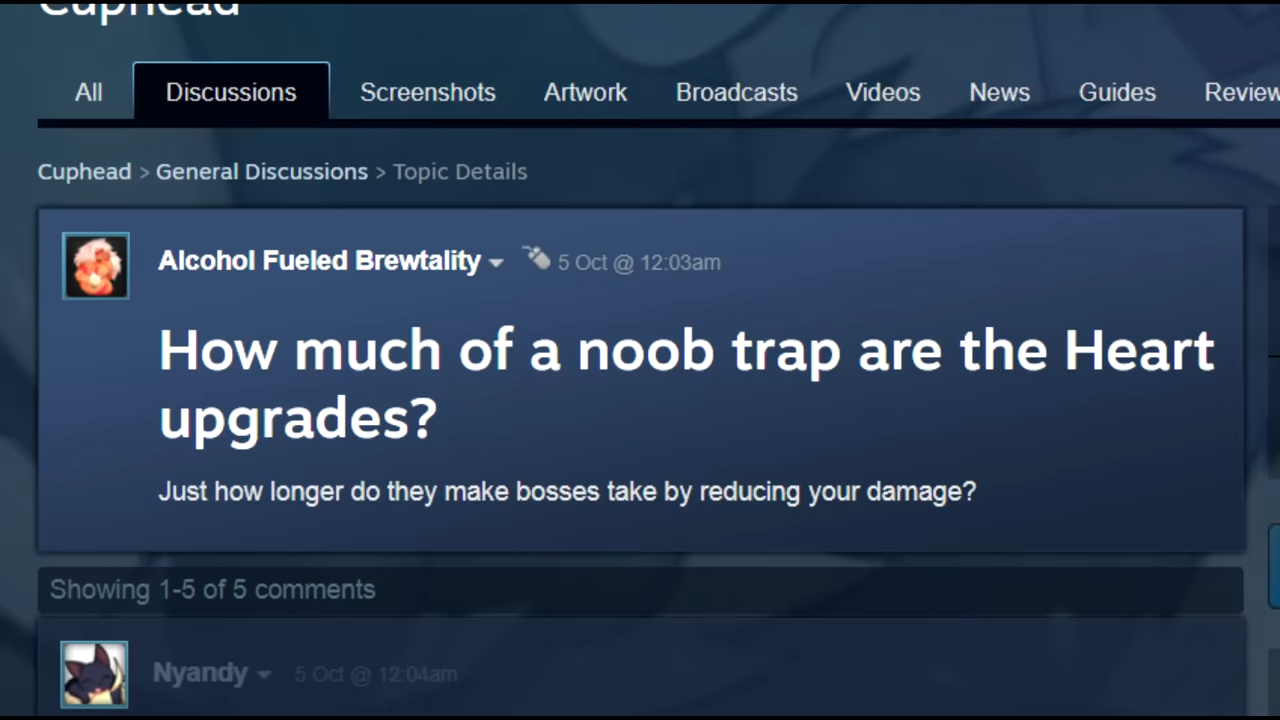 Cuphead
All Discussions Screenshots Artwork Broadcasts Videos News Guides Review
Cuphead > General Discussions > Topic Details
Alcohol Fueled Brewtality 5 Oct @ 12:03am
How much of a noob trap are the Heart
upgrades?
Just how longer do they make bosses take by reducing your damage?
Showing 1-5 of 5 comments
Nyandy 5 Oct @ 12:04am